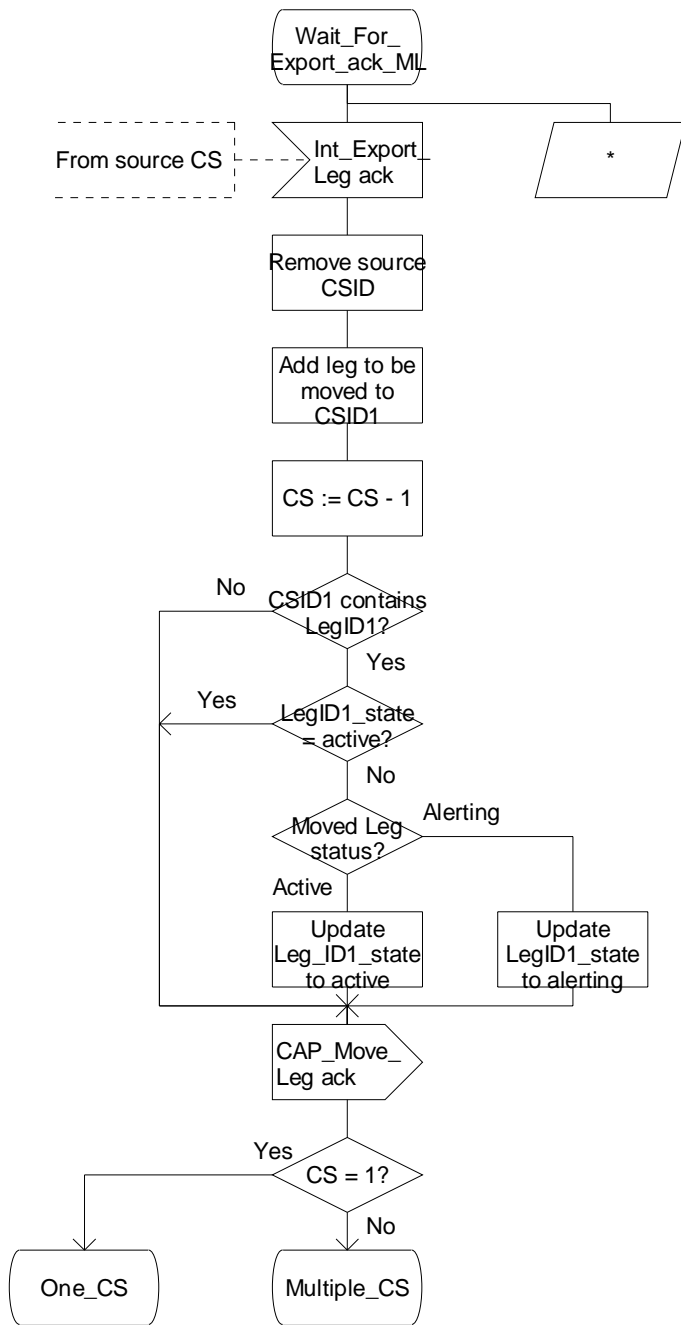 Wait_For_
Export_ack_ML
From source CS
Int_Export_
Leg ack
*
Remove source
CSID
Add leg to be
moved to
CSID1
CS := CS - 1
No
CSID1 contains
LegID1?
Yes
Yes
LegID1_state
= active?
No
Moved Leg
status?
Alerting
Active
Update
Leg_ID1_state
to active
Update
LegID1_state
to alerting
CAP_Move_
Leg ack
Yes
CS = 1?
No
One_CS
Multiple_CS